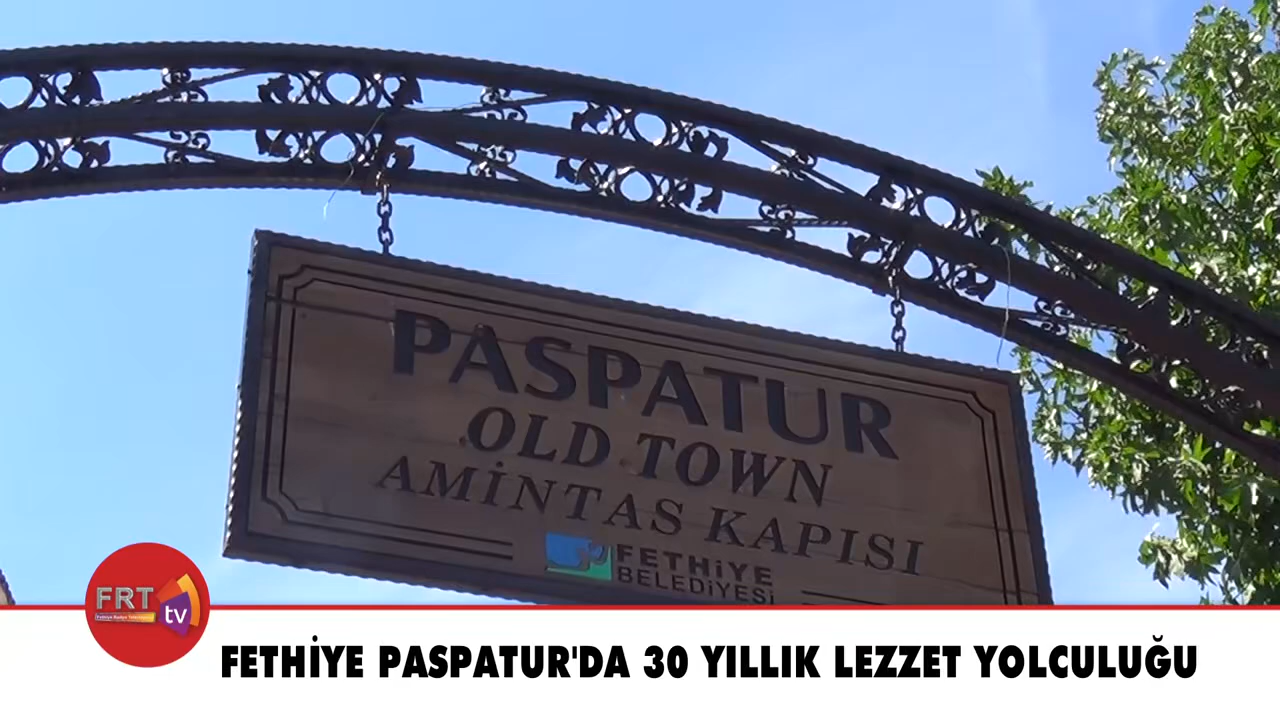 PASPATUR
OLD TOWN
AMİNTAS KAPISI
FETHİYE
BELEDİYESİ
FRT
tv
FETHİYE PASPATUR'DA 30 YILLIK LEZZET YOLCULUĞU